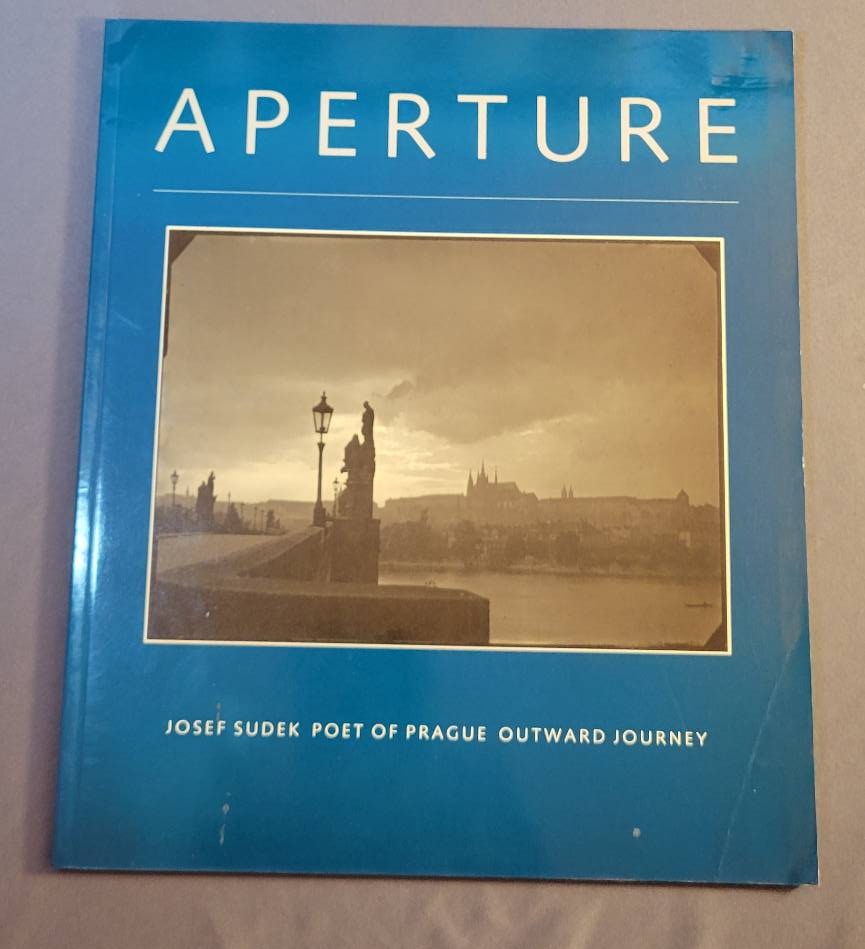 APERTURE
JOSEF SUDEK POET OF PRAGUE OUTWARD JOURNEY